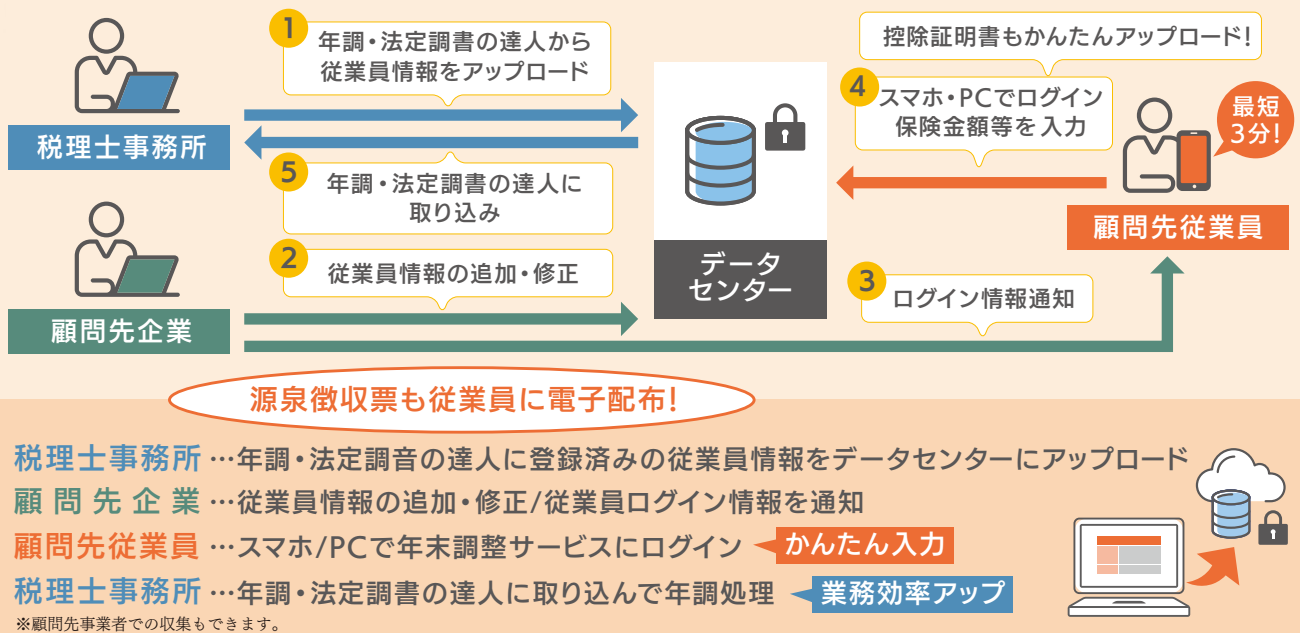 1
年調・法定調書の達人から
従業員情報をアップロード
税理士事務所
5
年調・法定調書の達人に
取り込み
2
従業員情報の追加・修正
顧問先企業
データ
センター
控除証明書もかんたんアップロード!
4
スマホ・PCでログイン
保険金額等を入力
最短
3分!
顧問先従業員
3
ログイン情報通知
源泉徴収票も従業員に電子配布!
税理士事務所…年調・法定調音の達人に登録済みの従業員情報をデータセンターにアップロード
顧問先企業…従業員情報の追加・修正/従業員ログイン情報を通知
顧問先従業員…スマホ/PCで年末調整サービスにログイン かんたん入力
税理士事務所…年調・法定調書の達人に取り込んで年調処理 業務効率アップ
※顧問先事業者での収集もできます。